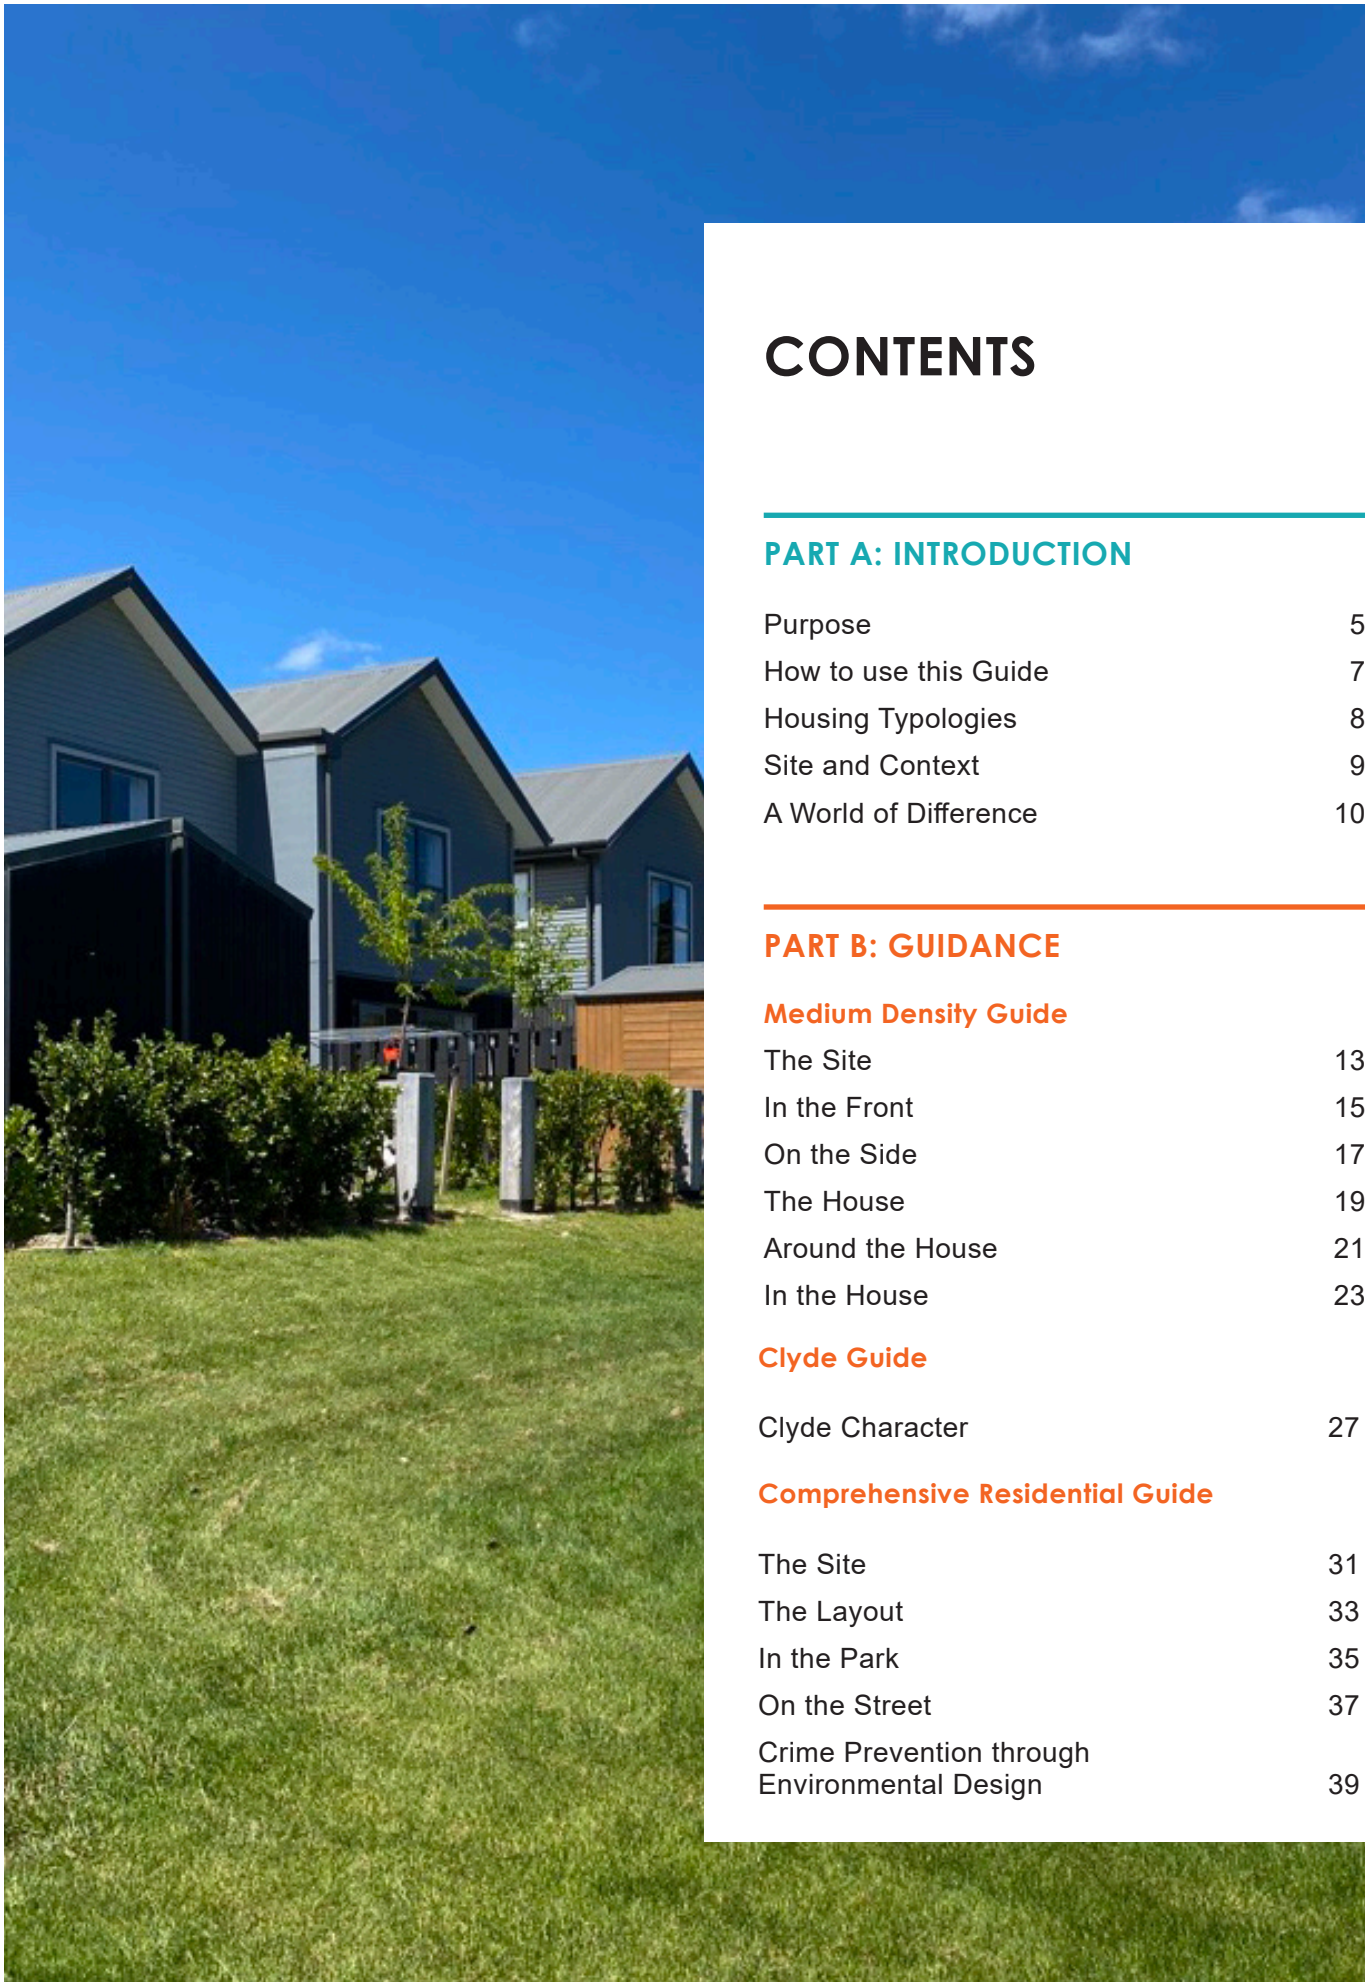 CONTENTS
PART A: INTRODUCTION
Purpose 5
How to use this Guide 7
Housing Typologies 8
Site and Context 9
A World of Difference 10
PART B: GUIDANCE
Medium Density Guide
The Site 13
In the Front 15
On the Side 17
The House 19
Around the House 21
In the House 23
Clyde Guide
Clyde Character 27
Comprehensive Residential Guide
The Site 31
The Layout 33
In the Park 35
On the Street 37
Crime Prevention through
Environmental Design 39